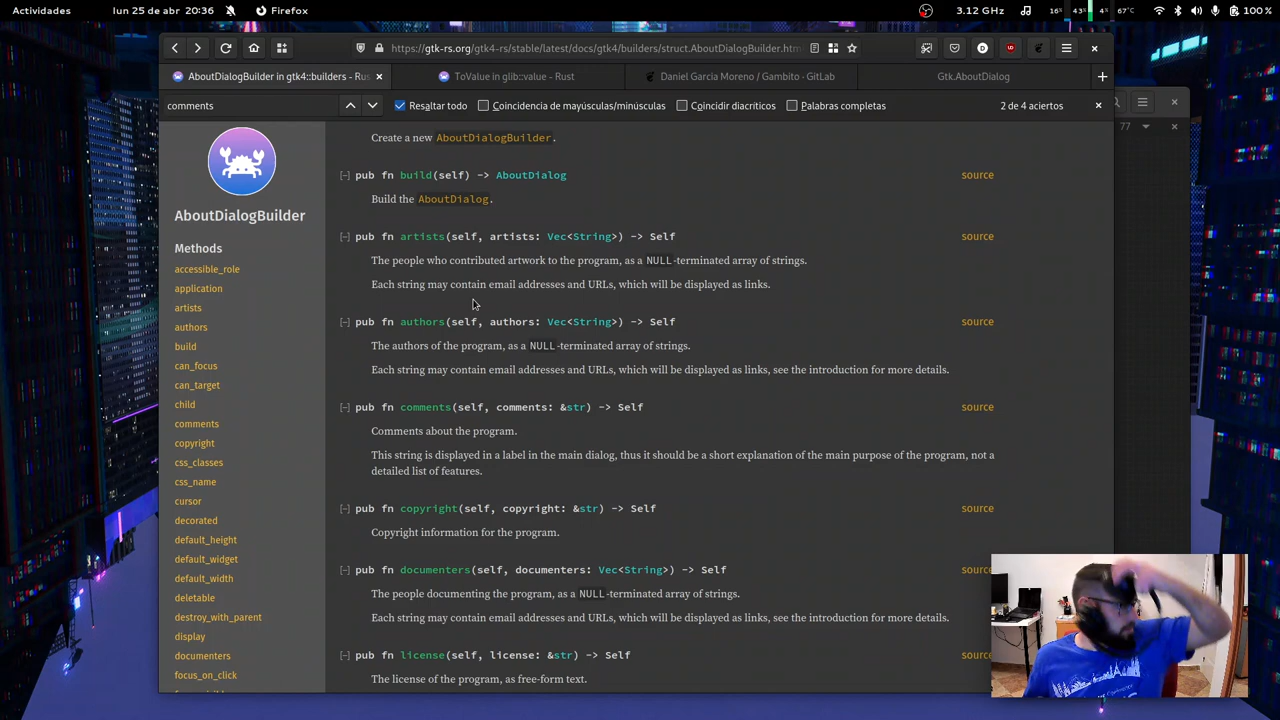 Actividades lun 25 de abr 20:36 Firefox 3.12 GHz 16% 43% 4% 67°C 100 %
https://gtk-rs.org/gtk4-rs/stable/latest/docs/gtk4/builders/struct.AboutDialogBuilder.htm
AboutDialogBuilder in gtk4::builders - Rus ToValue in glib::value - Rust Daniel Garcia Moreno / Gambito · GitLab Gtk.AboutDialog
comments Resaltar todo Coincidencia de mayúsculas/minúsculas Coincidir diacríticos Palabras completas 2 de 4 aciertos
77
AboutDialogBuilder
Methods
accessible_role
application
artists
authors
build
can_focus
can_target
child
comments
copyright
css_classes
css_name
cursor
decorated
default_height
default_widget
default_width
deletable
destroy_with_parent
display
documenters
focus_on_click
Create a new AboutDialogBuilder.
[-] pub fn build(self) -> AboutDialog source
Build the AboutDialog.
[-] pub fn artists(self, artists: Vec<String>) -> Self source
The people who contributed artwork to the program, as a NULL-terminated array of strings.
Each string may contain email addresses and URLs, which will be displayed as links.
[-] pub fn authors(self, authors: Vec<String>) -> Self source
The authors of the program, as a NULL-terminated array of strings.
Each string may contain email addresses and URLs, which will be displayed as links, see the introduction for more details.
[-] pub fn comments(self, comments: &str) -> Self source
Comments about the program.
This string is displayed in a label in the main dialog, thus it should be a short explanation of the main purpose of the program, not a
detailed list of features.
[-] pub fn copyright(self, copyright: &str) -> Self source
Copyright information for the program.
[-] pub fn documenters(self, documenters: Vec<String>) -> Self
The people documenting the program, as a NULL-terminated array of strings.
Each string may contain email addresses and URLs, which will be displayed as links, see the introduction for more details.
[-] pub fn license(self, license: &str) -> Self source
The license of the program, as free-form text.